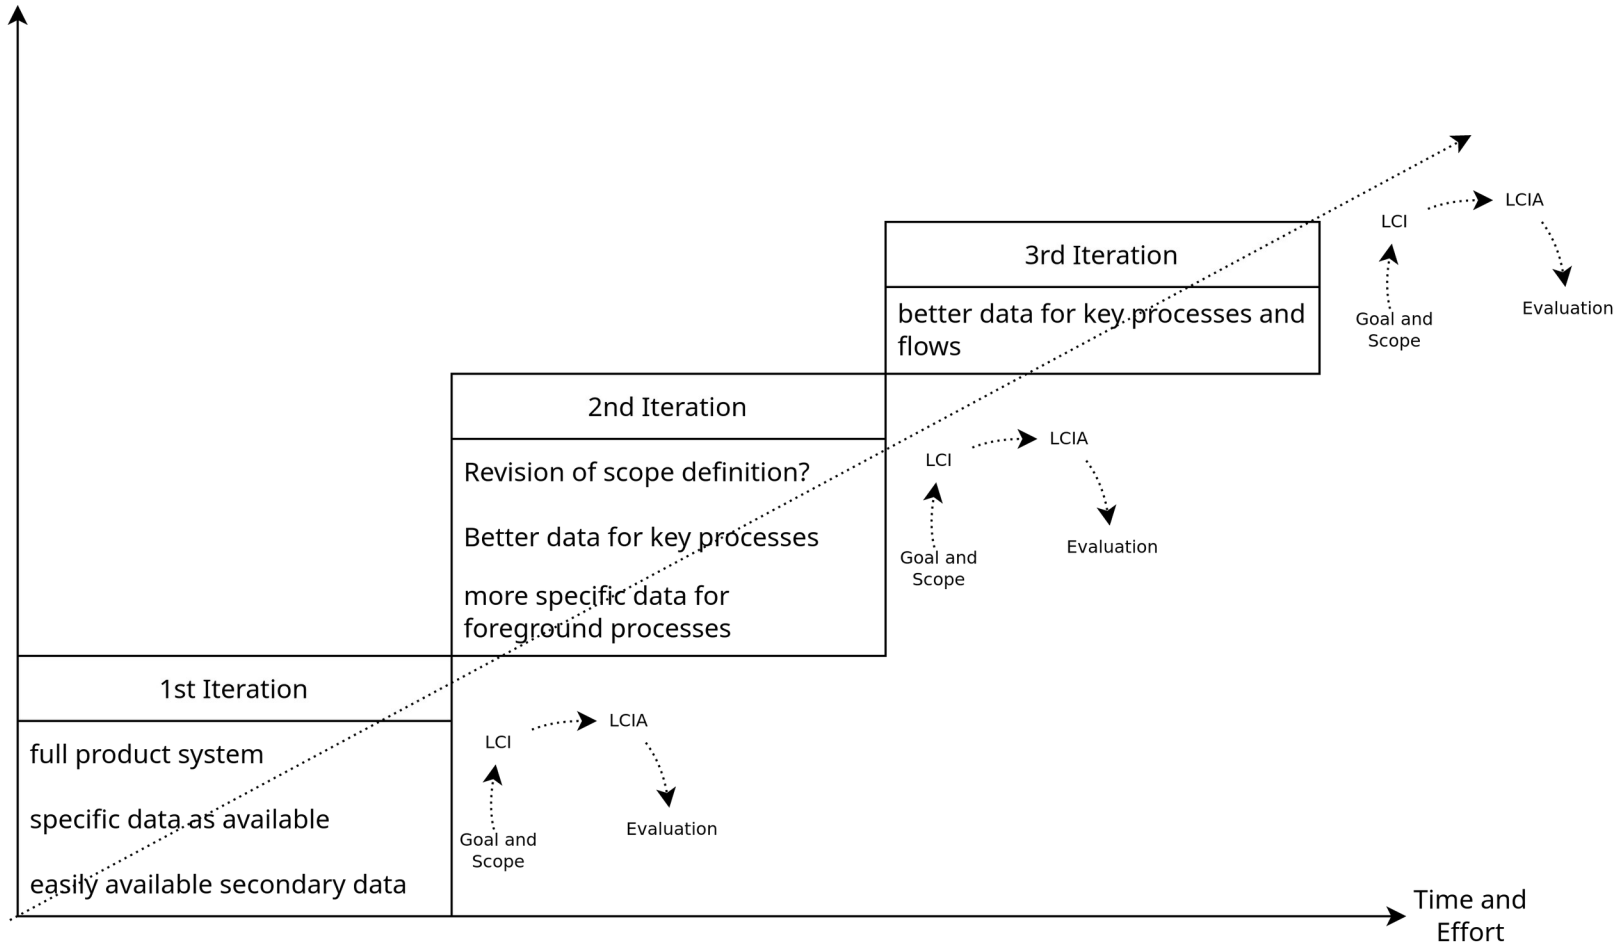 3rd Iteration
better data for key processes and
flows
LCI
LCIA
Goal and
Scope
Evaluation
2nd Iteration
Revision of scope definition?
Better data for key processes
more specific data for
foreground processes
LCI
LCIA
Goal and
Scope
Evaluation
1st Iteration
full product system
specific data as available
easily available secondary data
LCI
LCIA
Goal and
Scope
Evaluation
Time and
Effort